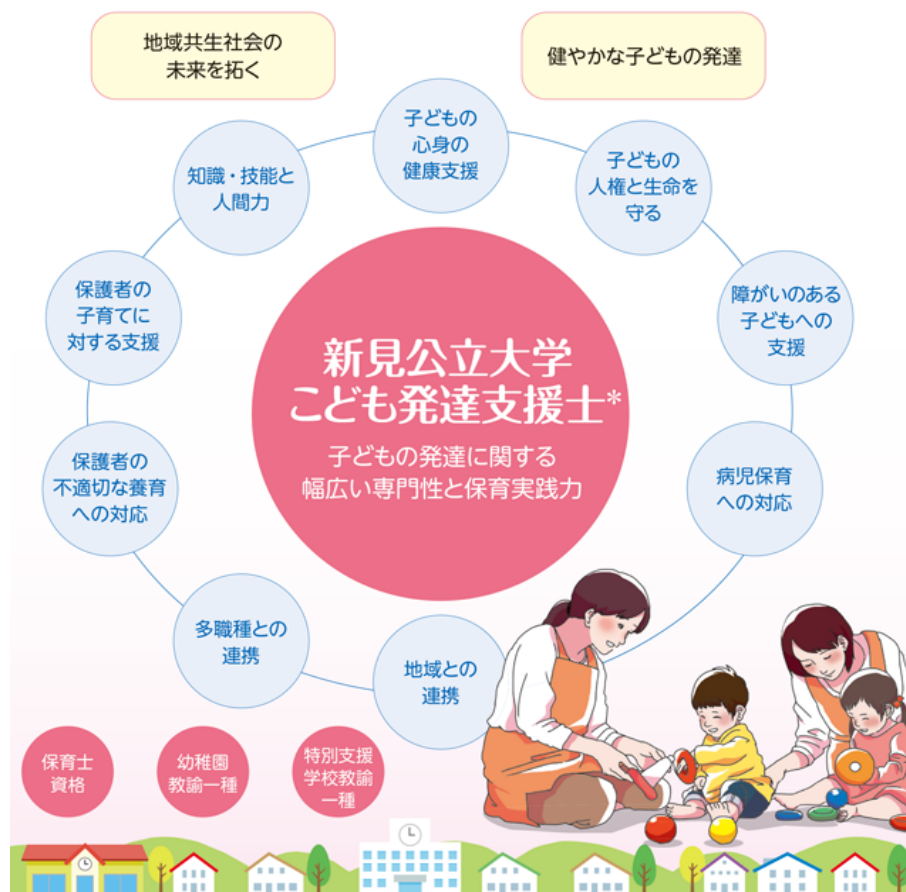 地域共生社会の
未来を拓く
健やかな子どもの発達
子どもの
心身の
健康支援
知識・技能と
人間力
子どもの
人権と生命を
守る
保護者の
子育てに
対する支援
障がいのある
子どもへの
支援
新見公立大学
こども発達支援士*
子どもの発達に関する
幅広い専門性と保育実践力
保護者の
不適切な養育
への対応
病児保育
への対応
多職種との
連携
地域との
連携
保育士
資格
幼稚園
教諭一種
特別支援
学校教諭
一種